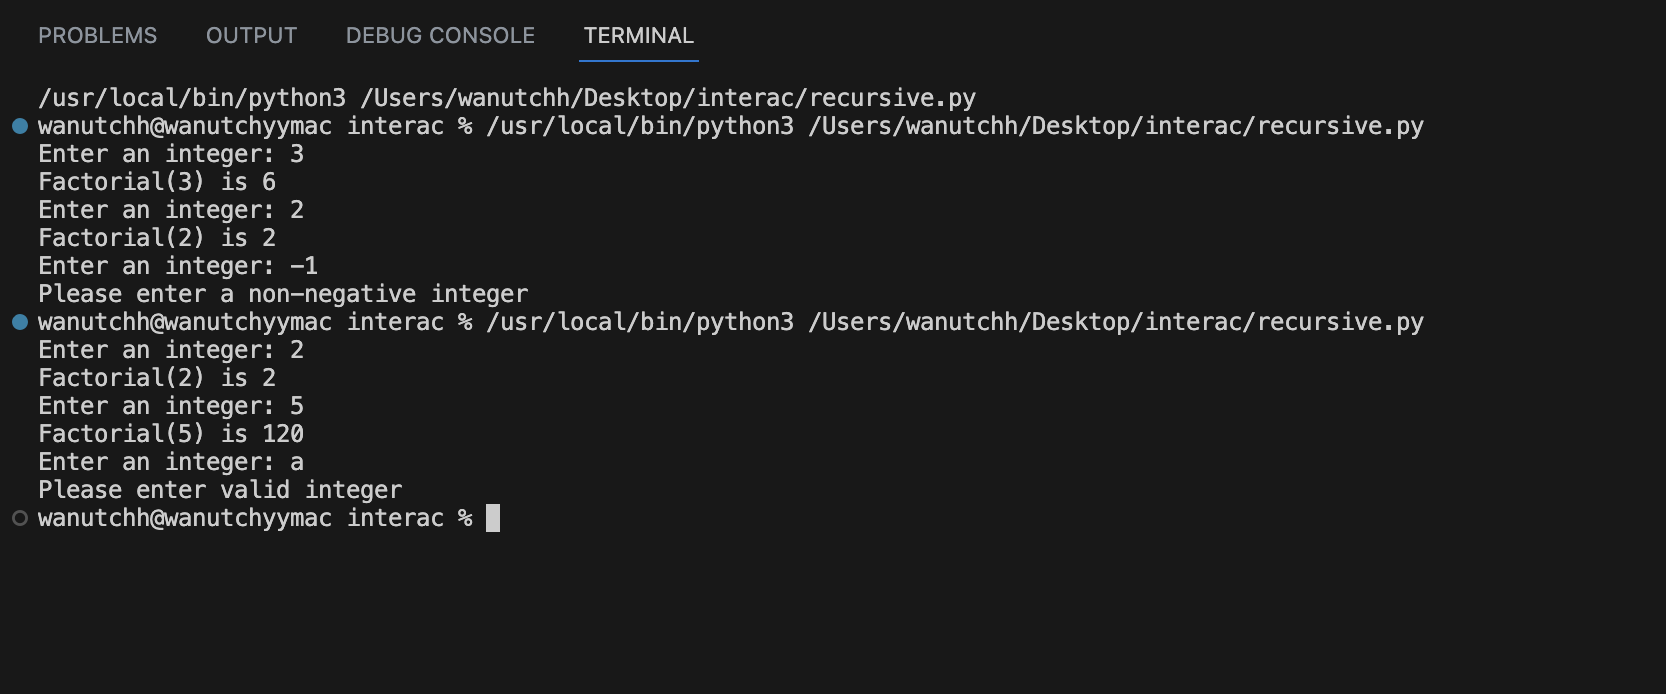 PROBLEMS OUTPUT DEBUG CONSOLE TERMINAL
/usr/local/bin/python3 /Users/wanutchh/Desktop/interac/recursive.py
wanutchh@wanutchyymac interac % /usr/local/bin/python3 /Users/wanutchh/Desktop/interac/recursive.py
Enter an integer: 3
Factorial(3) is 6
Enter an integer: 2
Factorial(2) is 2
Enter an integer: -1
Please enter a non-negative integer
wanutchh@wanutchyymac interac % /usr/local/bin/python3 /Users/wanutchh/Desktop/interac/recursive.py
Enter an integer: 2
Factorial(2) is 2
Enter an integer: 5
Factorial(5) is 120
Enter an integer: a
Please enter valid integer
wanutchh@wanutchyymac interac %